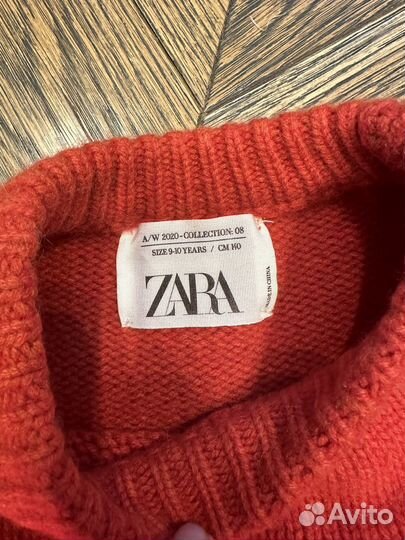 A/W 2020-COLLECTION: 08
SIZE 9-10 YEARS / CM 140
ZARA
MADE IN CHINA
Avito